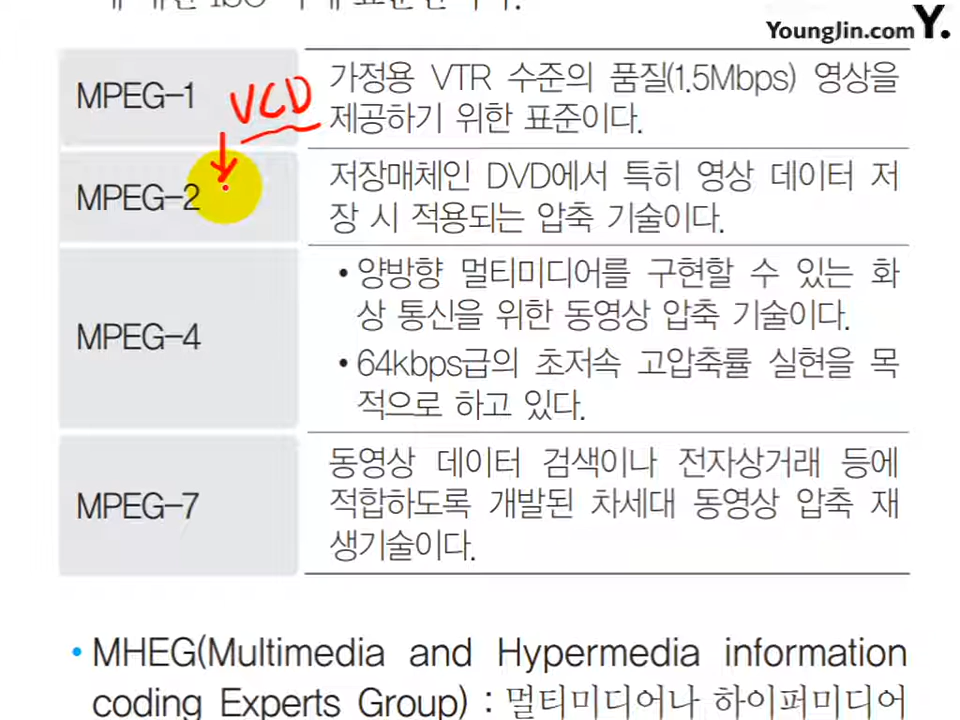 YoungJin.com Y.
MPEG-1
VCD
가정용 VTR 수준의 품질(1.5Mbps) 영상을
제공하기 위한 표준이다.
MPEG-2
저장매체인 DVD에서 특히 영상 데이터 저
장 시 적용되는 압축 기술이다.
MPEG-4
• 양방향 멀티미디어를 구현할 수 있는 화
상 통신을 위한 동영상 압축 기술이다.
• 64kbps급의 초저속 고압축률 실현을 목
적으로 하고 있다.
MPEG-7
동영상 데이터 검색이나 전자상거래 등에
적합하도록 개발된 차세대 동영상 압축 재
생기술이다.
• MHEG(Multimedia and Hypermedia information
coding Experts Group) : 멀티미디어나 하이퍼미디어